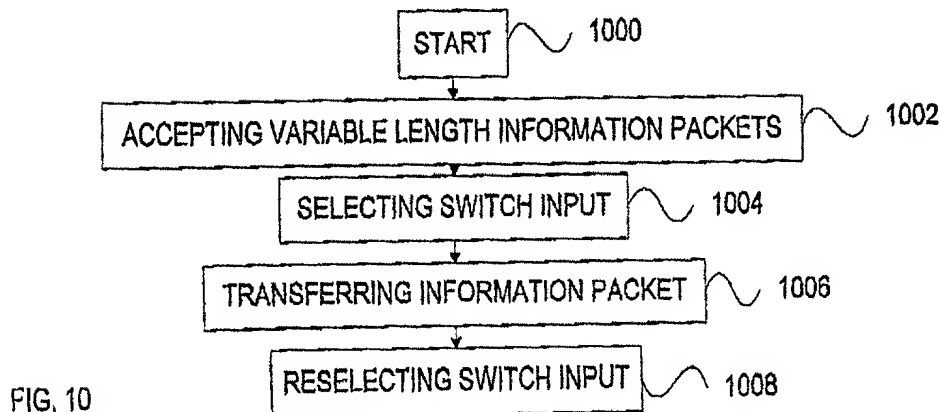 START 1000
ACCEPTING VARIABLE LENGTH INFORMATION PACKETS 1002
SELECTING SWITCH INPUT 1004
TRANSFERRING INFORMATION PACKET 1006
RESELECTING SWITCH INPUT 1008
FIG. 10